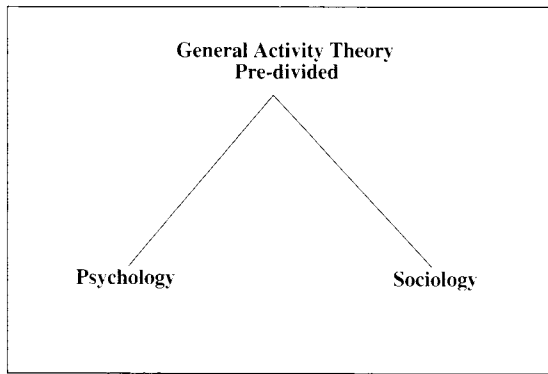 General Activity Theory
Pre-divided
Psychology
Sociology